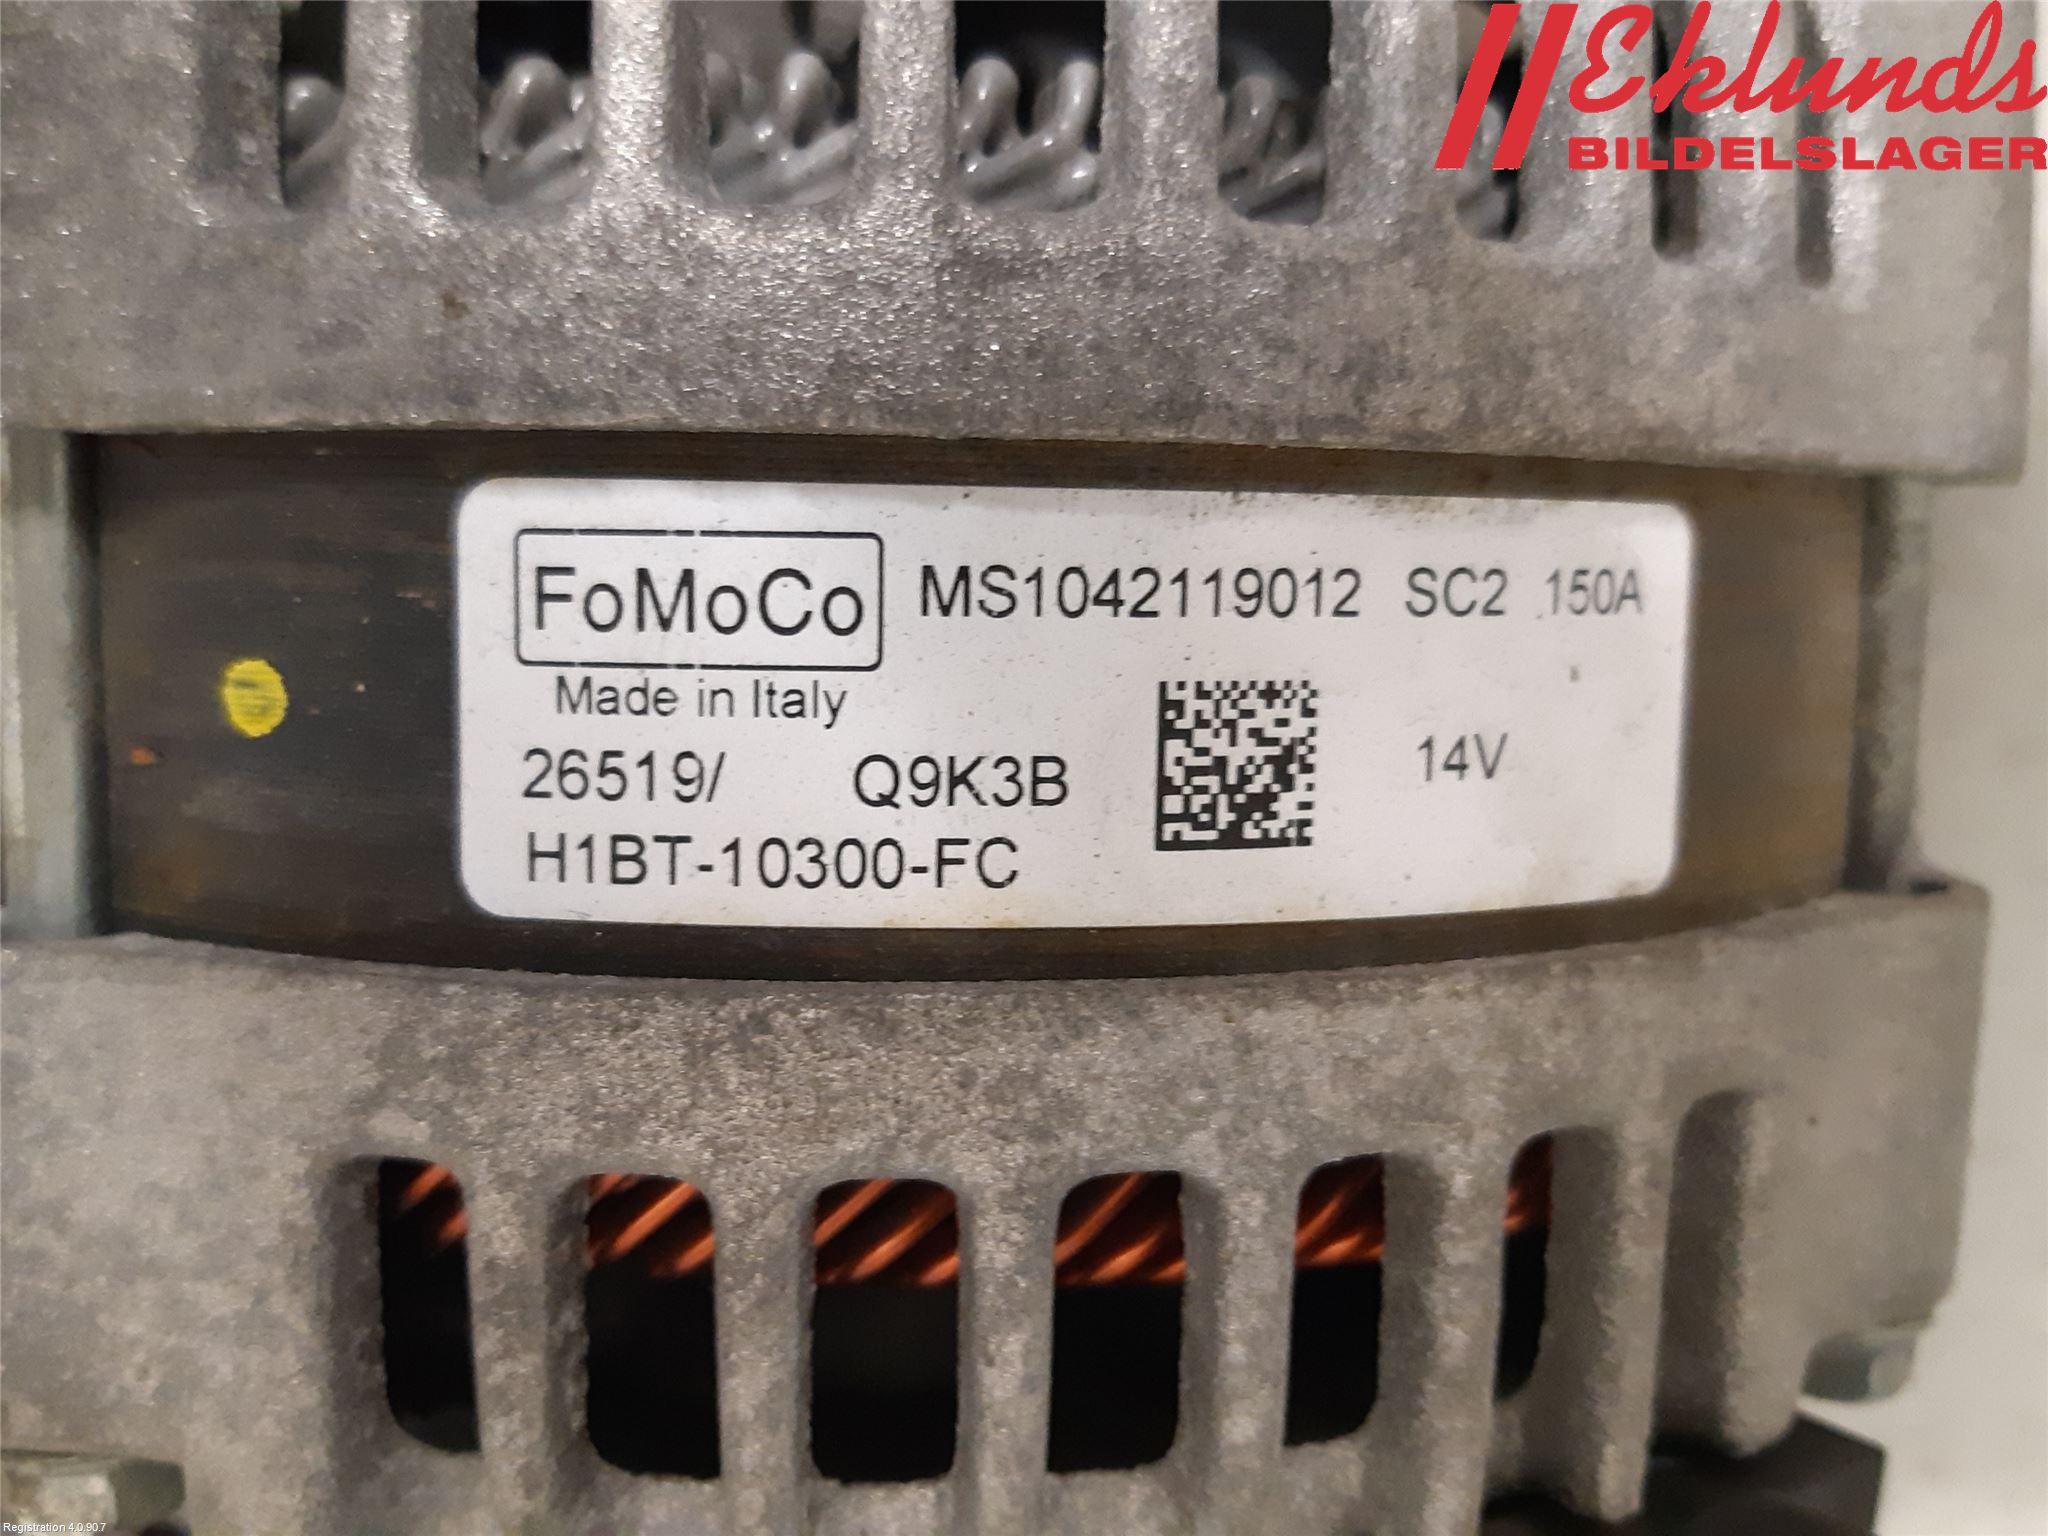 Eklunds
BILDELSLAGER
FoMoCo MS1042119012 SC2 150A
Made in Italy
26519/ Q9K3B 14V
H1BT-10300-FC
Registration 4.0.90.7